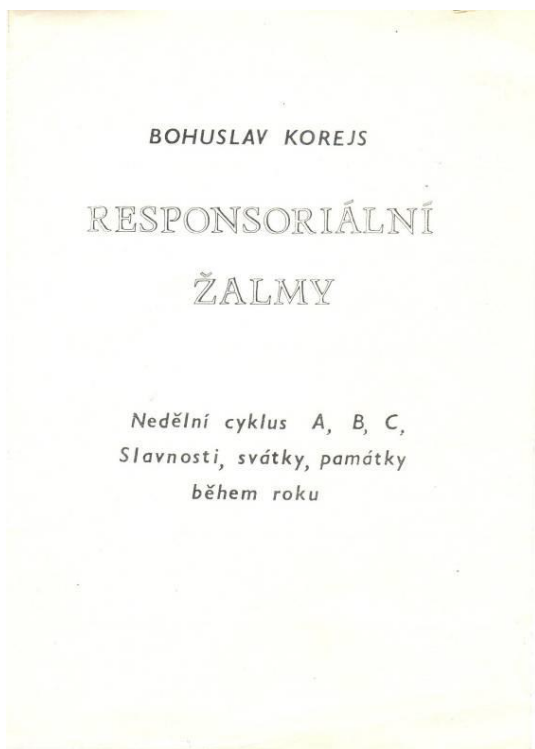 BOHUSLAV KOREJS
RESPONSORIÁLNÍ
ŽALMY
Nedělní cyklus A, B, C,
Slavnosti, svátky, památky
během roku